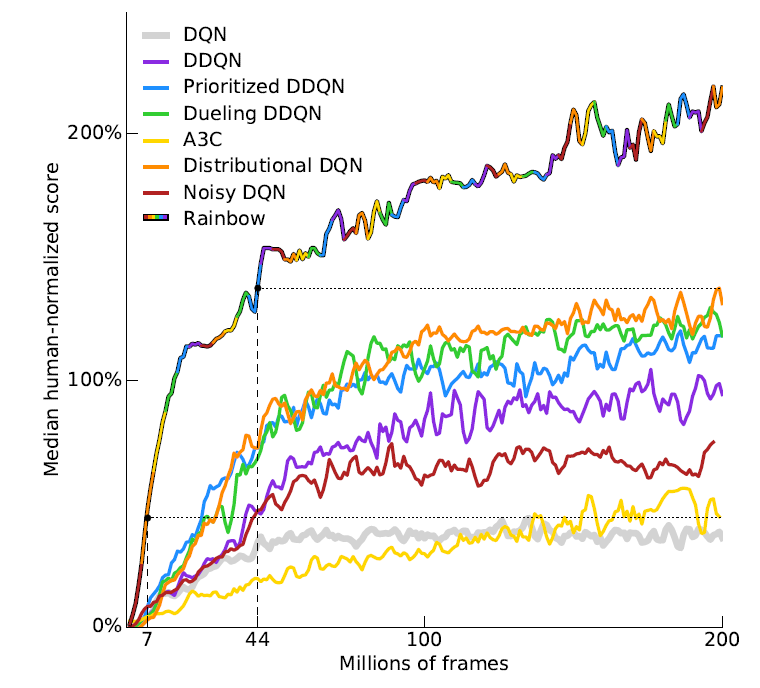 DQN
DDQN
Prioritized DDQN
Dueling DDQN
A3C
Distributional DQN
Noisy DQN
Rainbow
200%
100%
0%
Median human-normalized score
7 44 100 200
Millions of frames